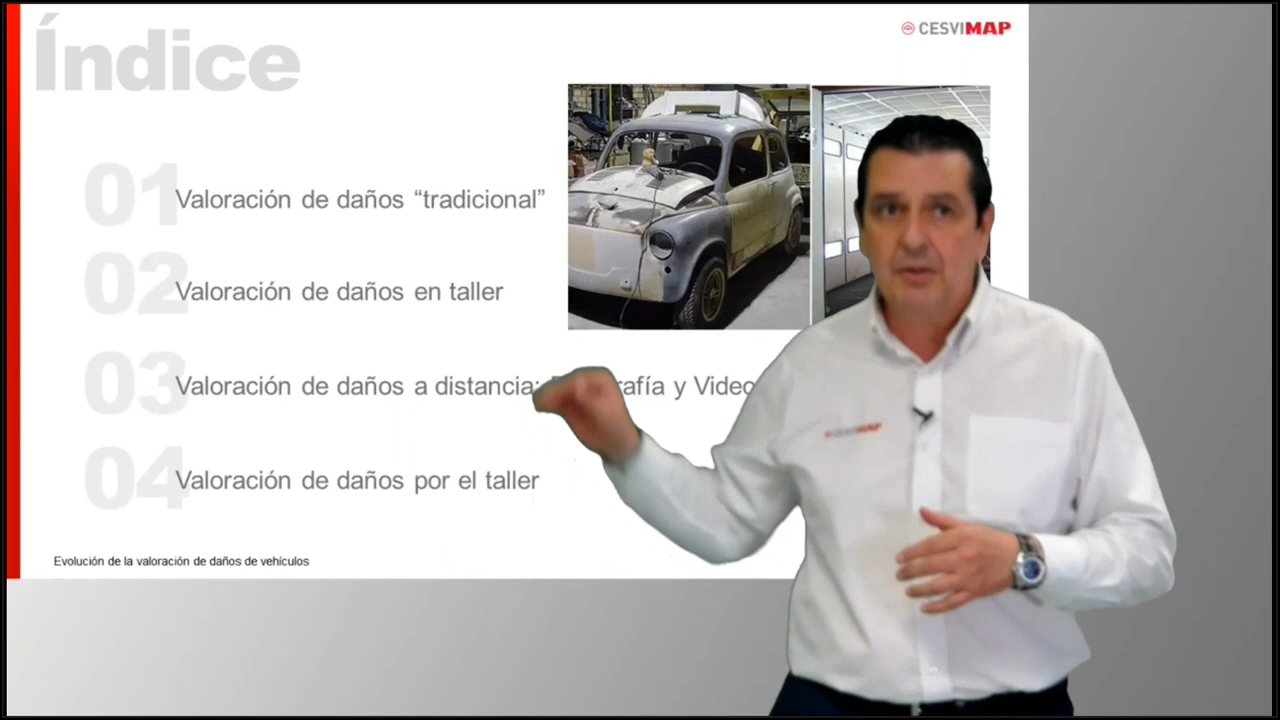 Índice
CESVIMAP
01 Valoración de daños “tradicional”
02 Valoración de daños en taller
03 Valoración de daños a distancia: y Video
04 Valoración de daños por el taller
Evolución de la valoración de daños de vehículos
CESVIMAP